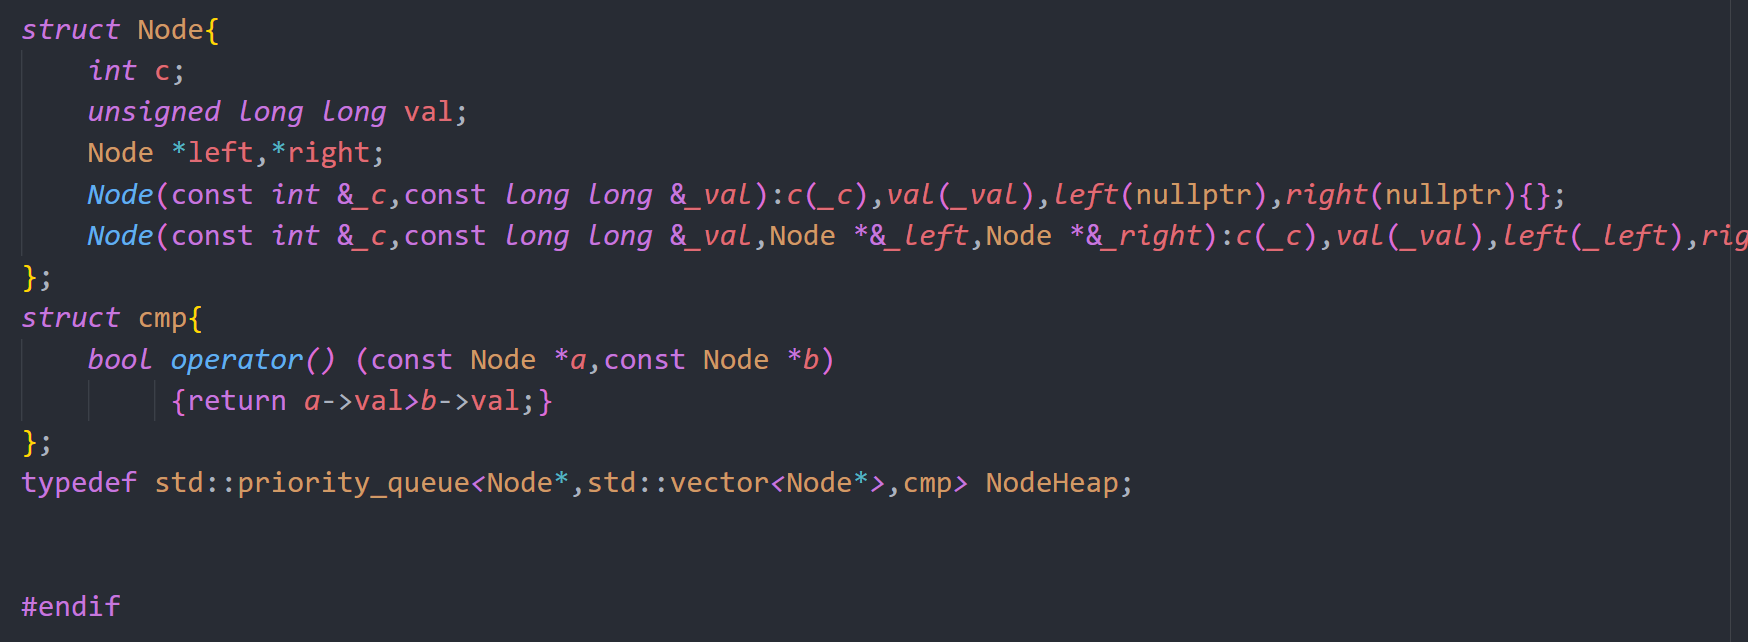 struct Node{
    int c;
    unsigned long long val;
    Node *left,*right;
    Node(const int &_c,const long long &_val):c(_c),val(_val),left(nullptr),right(nullptr){};
    Node(const int &_c,const long long &_val,Node *&_left,Node *&_right):c(_c),val(_val),left(_left),rig
};
struct cmp{
    bool operator() (const Node *a,const Node *b)
         {return a->val>b->val;}
};
typedef std::priority_queue<Node*,std::vector<Node*>,cmp> NodeHeap;
#endif